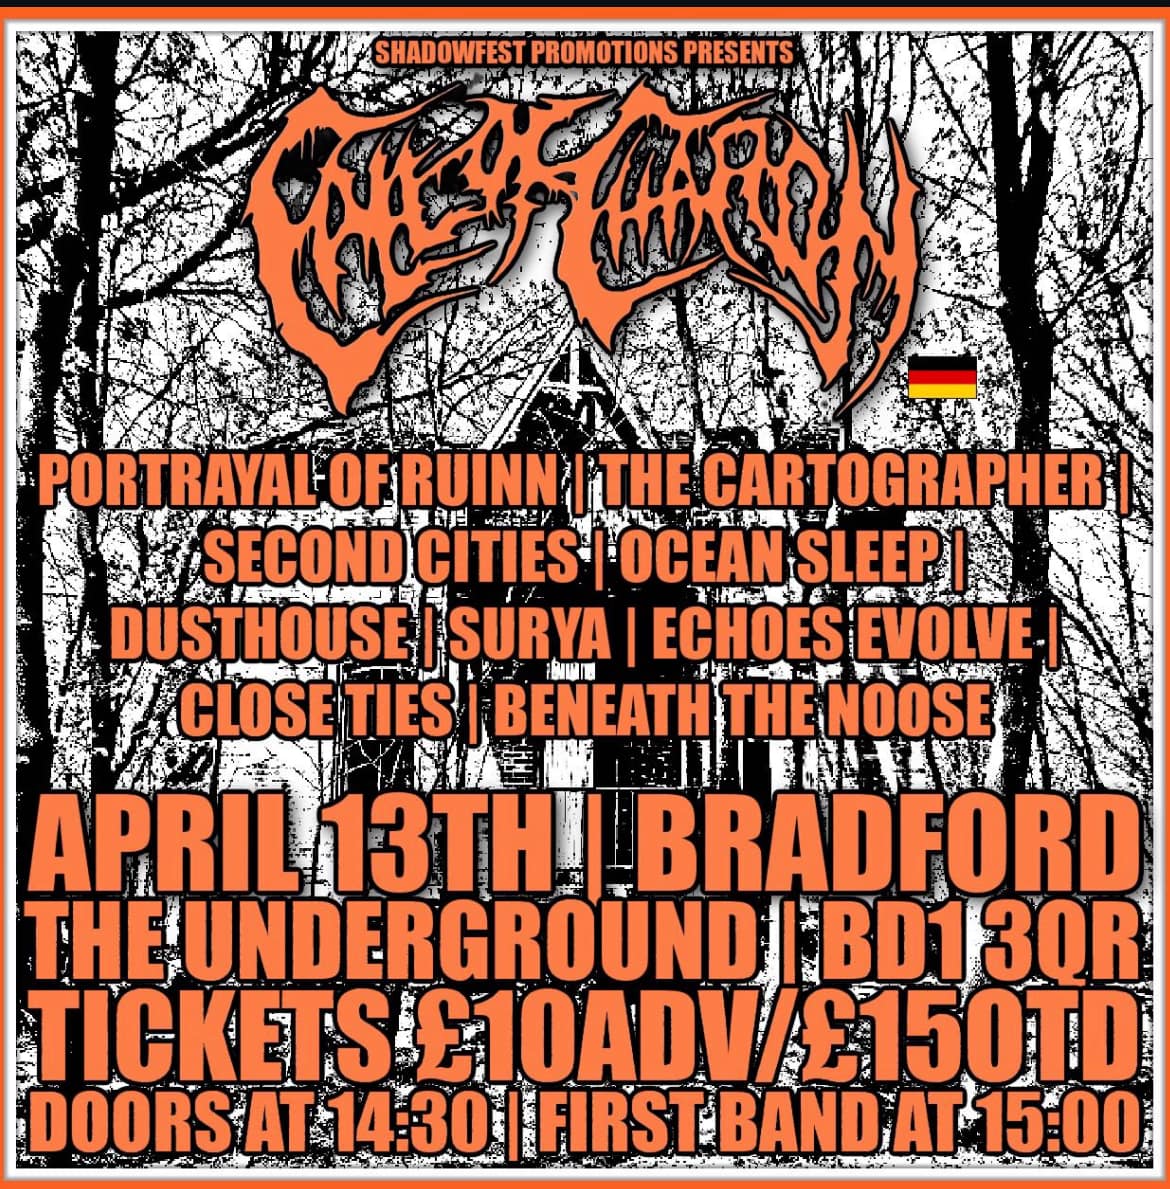 SHADOWFEST PROMOTIONS PRESENTS
PORTRAYAL OF RUINN | THE CARTOGRAPHER |
SECOND CITIES | OCEAN SLEEP |
DUSTHOUSE | SURYA | ECHOES EVOLVE |
CLOSE TIES | BENEATH THE NOOSE
APRIL 13TH | BRADFORD
THE UNDERGROUND | BD1 3QR
TICKETS £10ADV/£15OTD
DOORS AT 14:30 | FIRST BAND AT 15:00